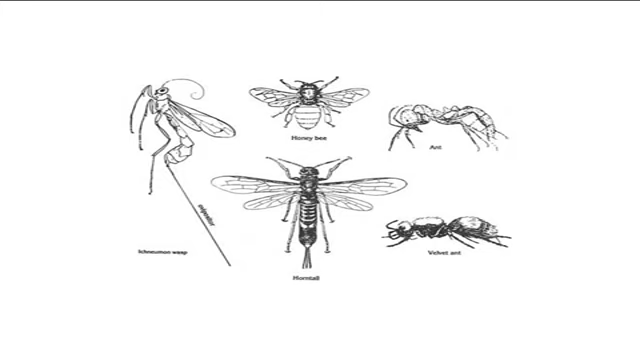 Honey bee
Ant
ovipositor
Ichneumon wasp
Velvet ant
Horntail